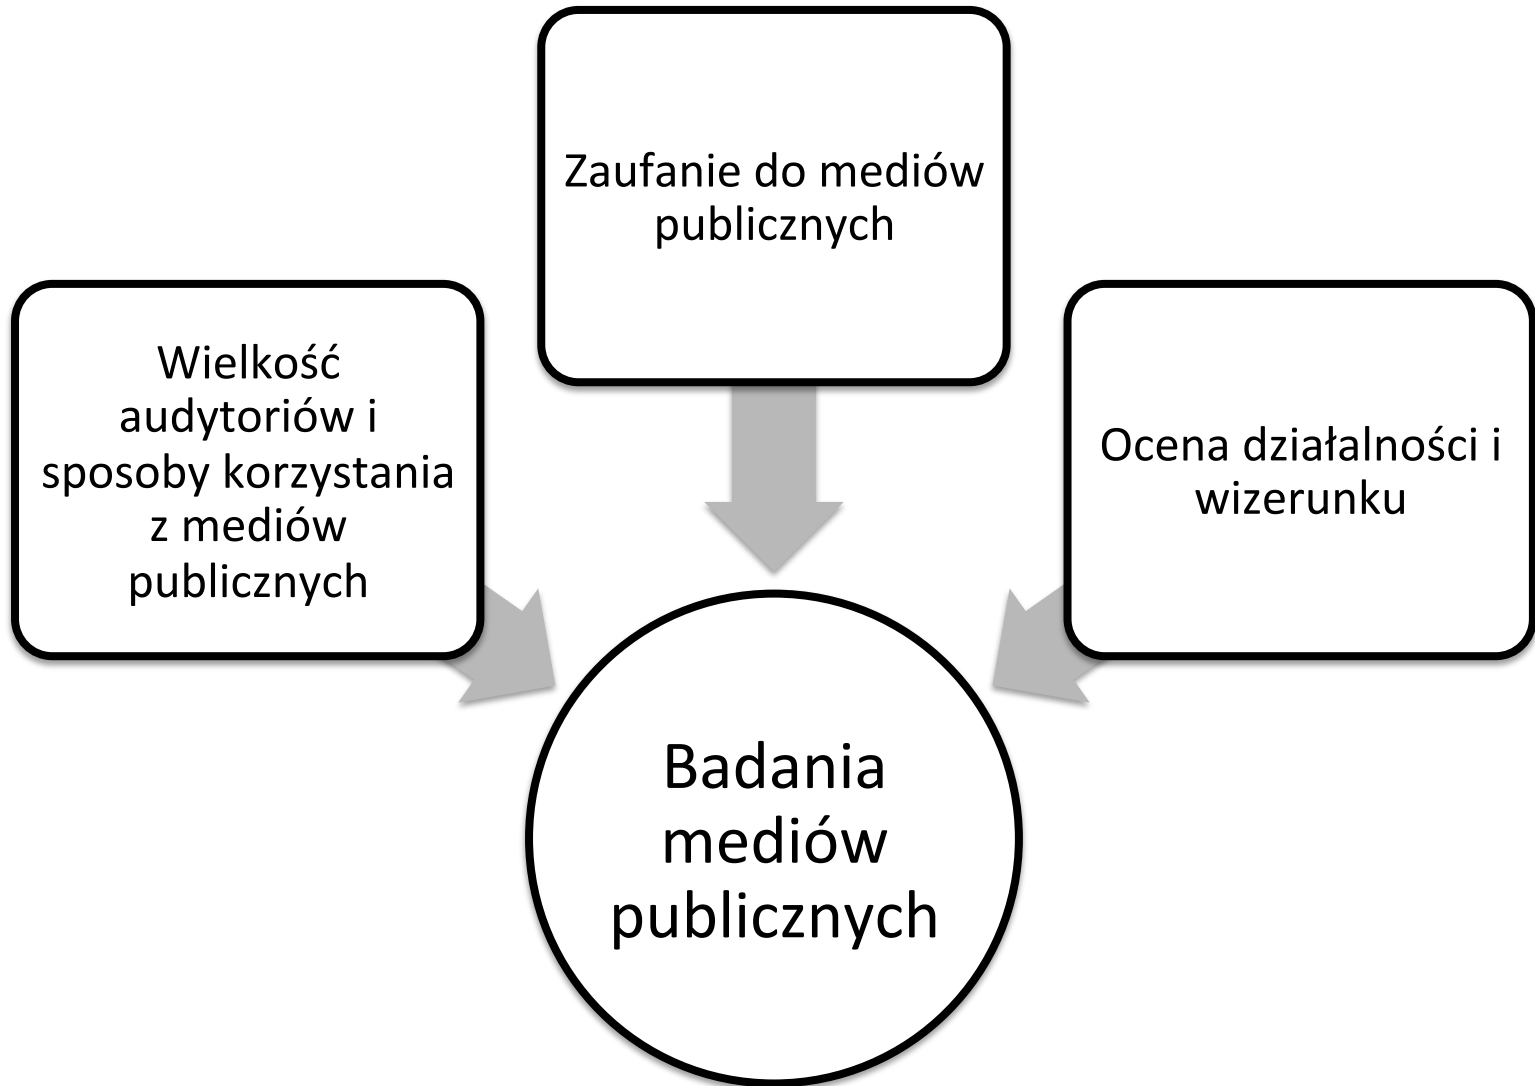 Zaufanie do mediów
publicznych
Wielkość
audytoriów i
sposoby korzystania
z mediów
publicznych
Ocena działalności i
wizerunku
Badania
mediów
publicznych